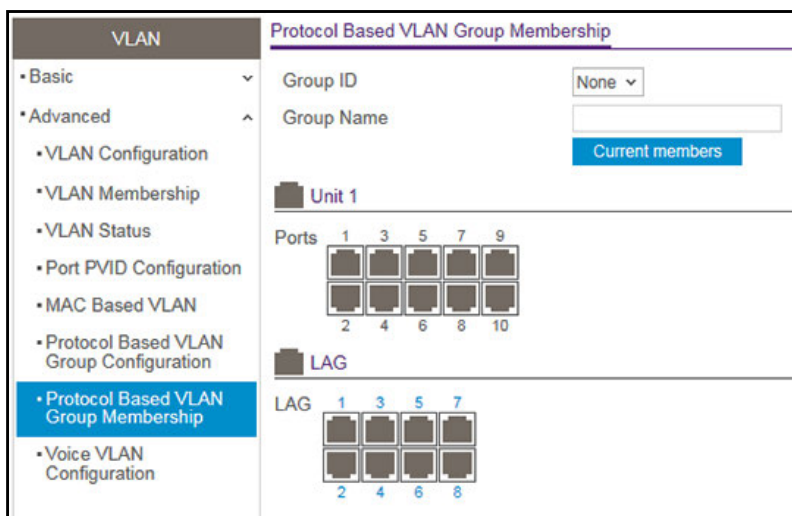 VLAN
Basic
Advanced
VLAN Configuration
VLAN Membership
VLAN Status
Port PVID Configuration
MAC Based VLAN
Protocol Based VLAN
Group Configuration
Protocol Based VLAN
Group Membership
Voice VLAN
Configuration
Protocol Based VLAN Group Membership
Group ID
None
Group Name
Current members
Unit 1
Ports 1 3 5 7 9
2 4 6 8 10
LAG
LAG 1 3 5 7
2 4 6 8